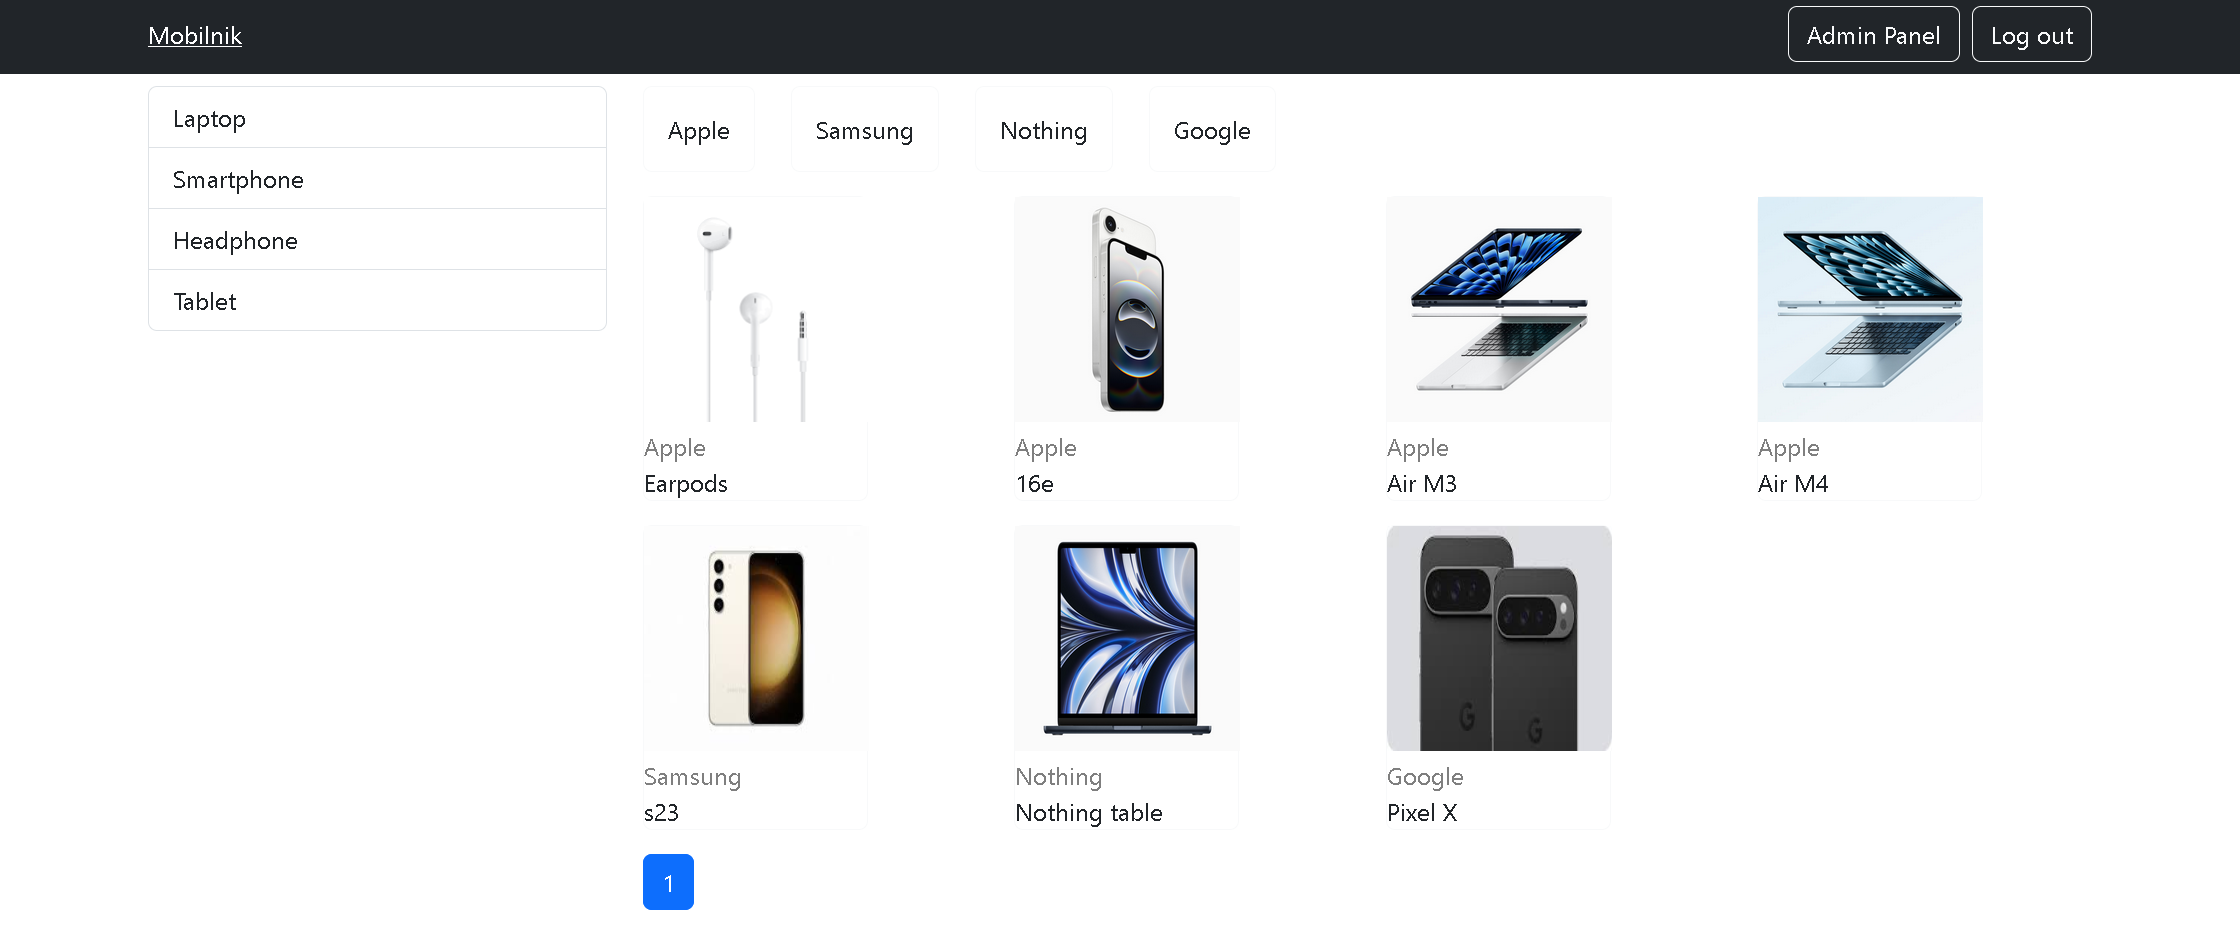 Mobilnik
Admin Panel
Log out
Laptop
Smartphone
Headphone
Tablet
Apple
Samsung
Nothing
Google
Apple
Earpods
Apple
16e
Apple
Air M3
Apple
Air M4
Samsung
s23
Nothing
Nothing table
Google
Pixel X
1